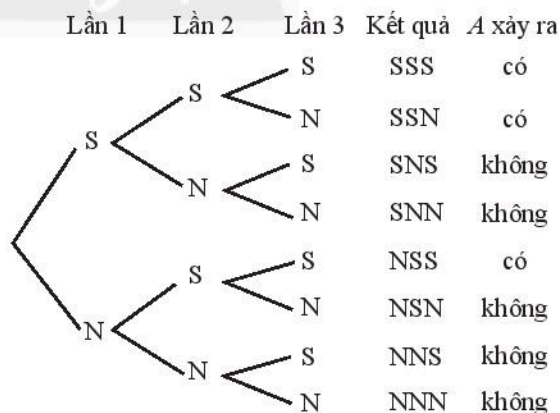 Lần 1 Lần 2 Lần 3 Kết quả A xảy ra
S SSS có
S
N SSN có
S
S SNS không
N
N SNN không
S NSS có
S
N NSN không
N
S NNS không
N
N NNN không